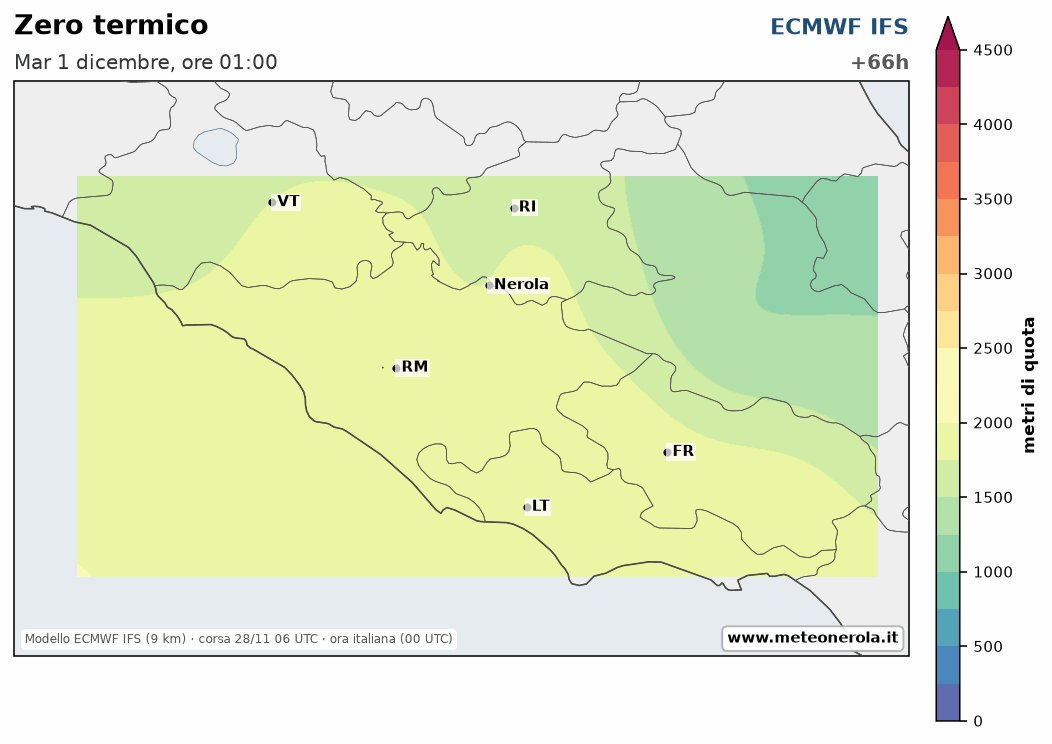 Zero termico
ECMWF IFS
Mar 1 dicembre, ore 01:00
+66h
VT
RI
Nerola
RM
FR
LT
4500
4000
3500
3000
2500
2000
1500
1000
500
0
metri di quota
Modello ECMWF IFS (9 km) · corsa 28/11 06 UTC · ora italiana (00 UTC)
www.meteonerola.it